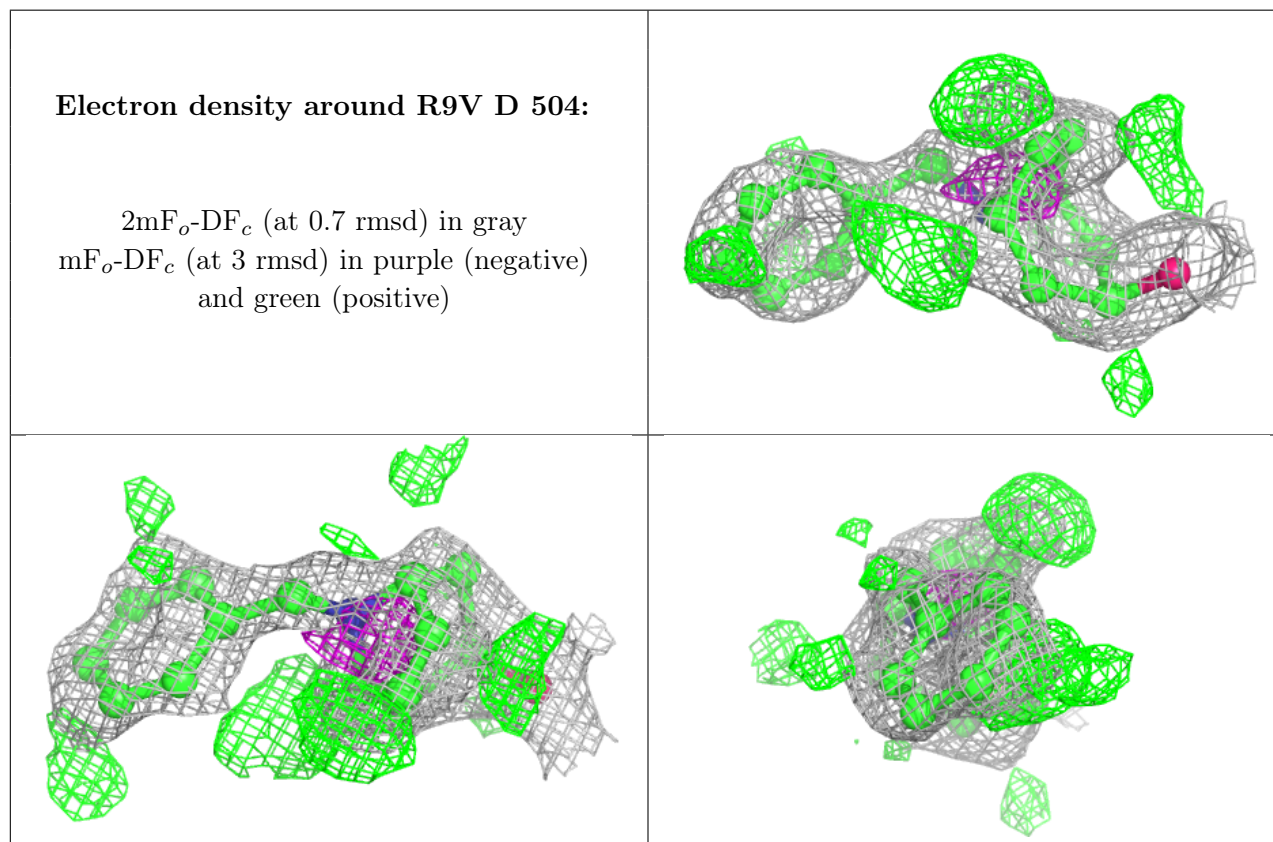 Electron density around R9V D 504:
2mFo-DFc (at 0.7 rmsd) in gray
mFo-DFc (at 3 rmsd) in purple (negative)
and green (positive)